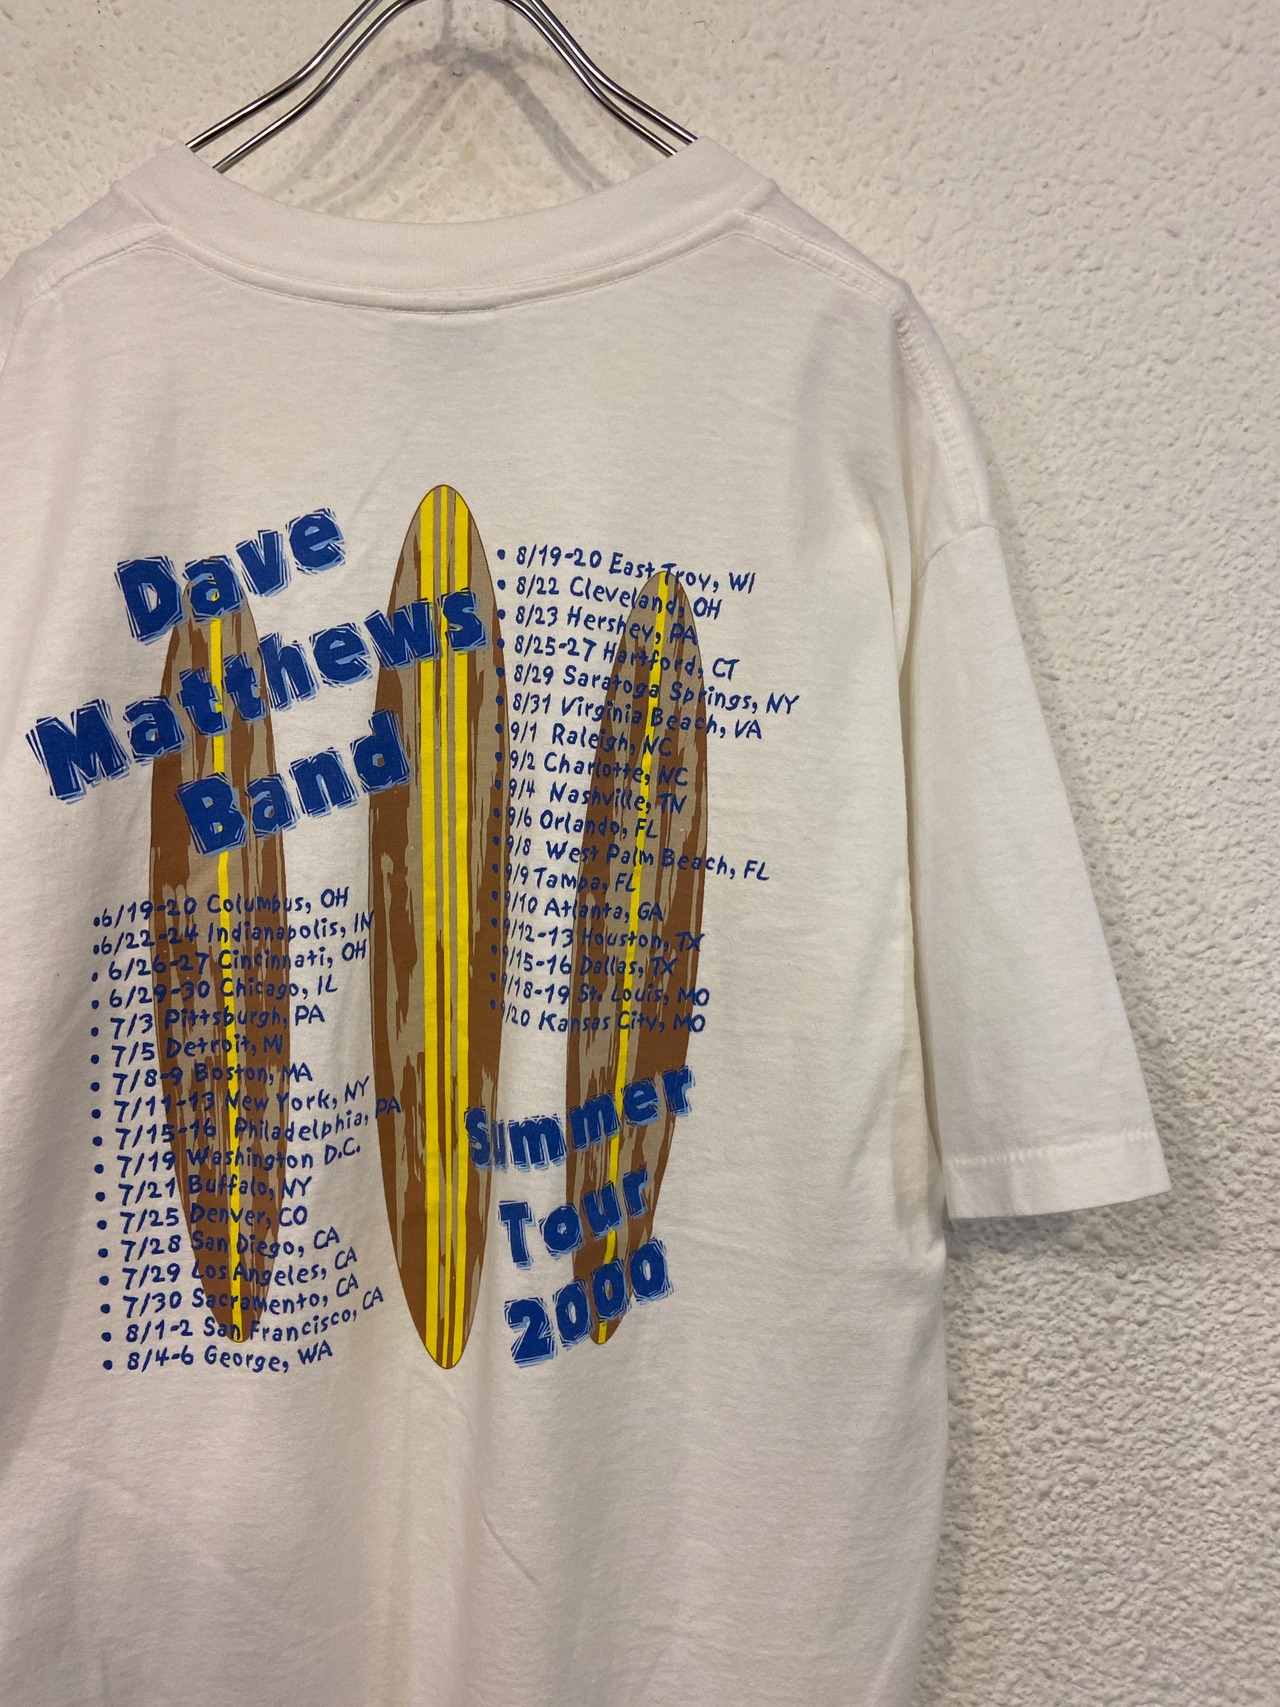 Dave
Matthews
Band
• 6/19-20 Columbus, OH
• 6/22-24 Indianapolis, IN
• 6/26-27 Cincinnati, OH
• 6/29-30 Chicago, IL
• 7/3 Pittsburgh, PA
• 7/5 Detroit, MI
• 7/8-9 Boston, MA
• 7/11-13 New York, NY
• 7/15-16 Philadelphia, PA
• 7/19 Washington D.C.
• 7/21 Buffalo, NY
• 7/25 Denver, CO
• 7/28 San Diego, CA
• 7/29 Los Angeles, CA
• 7/30 Sacramento, CA
• 8/1-2 San Francisco, CA
• 8/4-6 George, WA
• 8/19-20 East Troy, WI
• 8/22 Cleveland, OH
• 8/23 Hershey, PA
• 8/25-27 Hartford, CT
• 8/29 Saratoga Springs, NY
• 8/31 Virginia Beach, VA
• 9/1 Raleigh, NC
• 9/2 Charlotte, NC
• 9/4 Nashville, TN
• 9/6 Orlando, FL
• 9/8 West Palm Beach, FL
• 9/9 Tampa, FL
• 9/10 Atlanta, GA
• 9/12-13 Houston, TX
• 9/15-16 Dallas, TX
• 9/18-19 St. Louis, MO
• 9/20 Kansas City, MO
Summer
Tour
2000